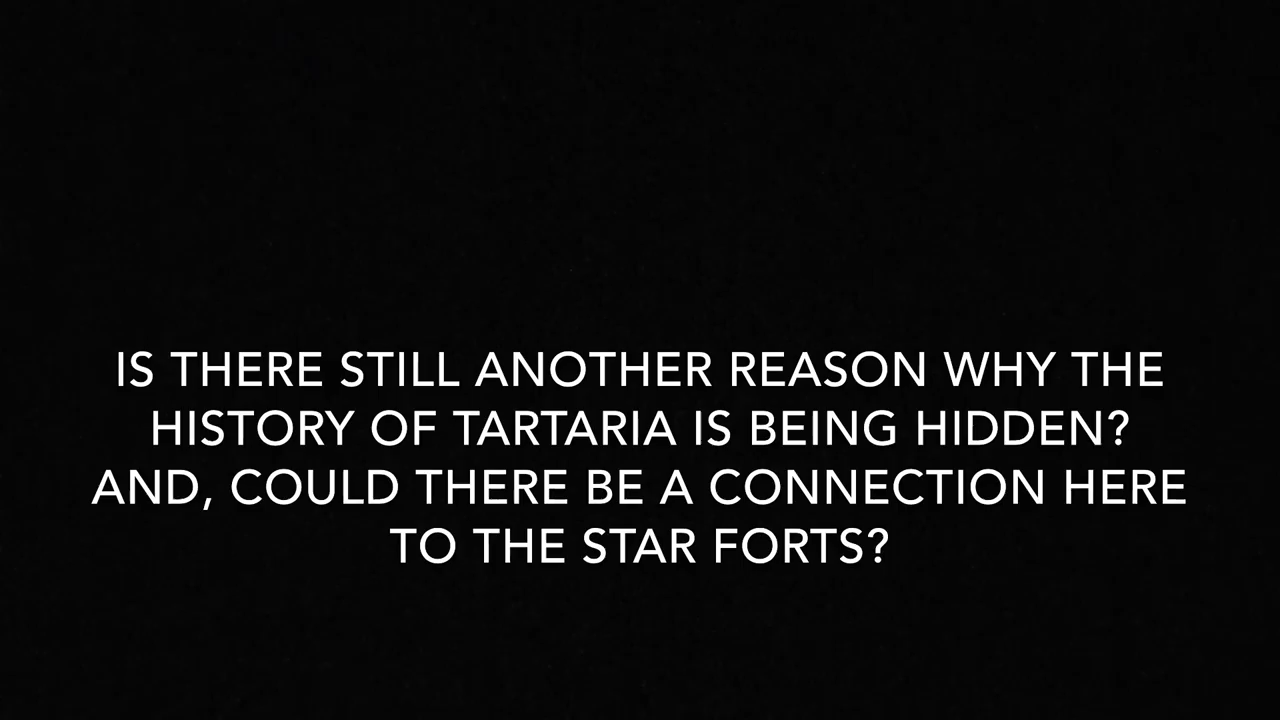 IS THERE STILL ANOTHER REASON WHY THE
HISTORY OF TARTARIA IS BEING HIDDEN?
AND, COULD THERE BE A CONNECTION HERE
TO THE STAR FORTS?